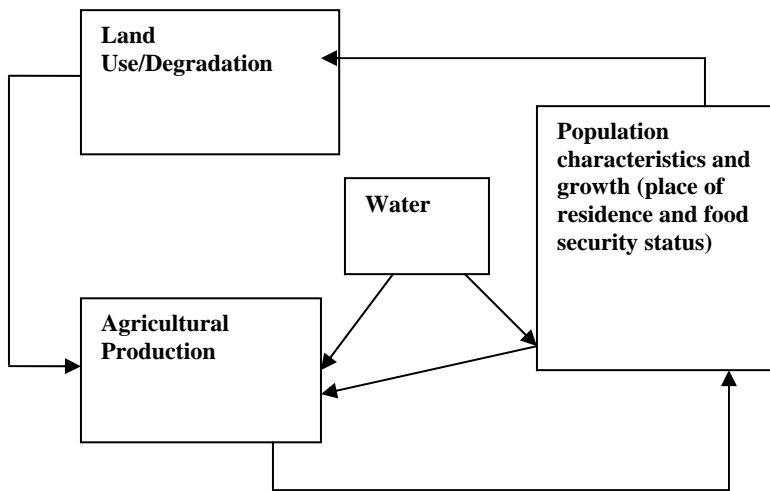 Land
Use/Degradation
Population
characteristics and
growth (place of
residence and food
security status)
Water
Agricultural
Production